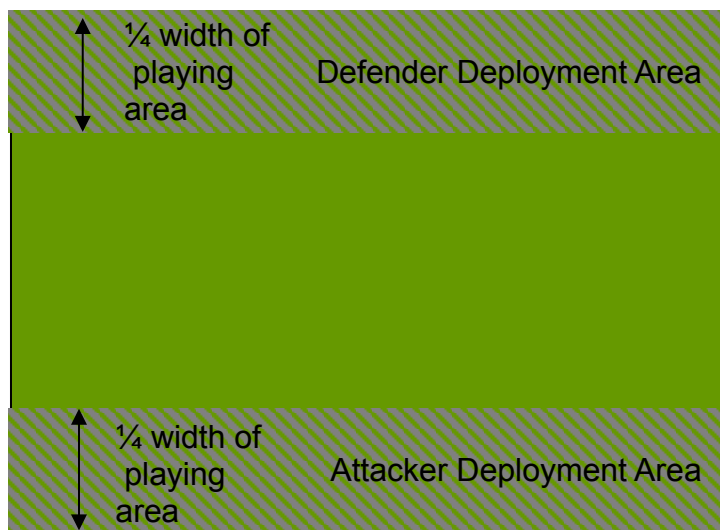 ¼ width of
playing
area
Defender Deployment Area
¼ width of
playing
area
Attacker Deployment Area